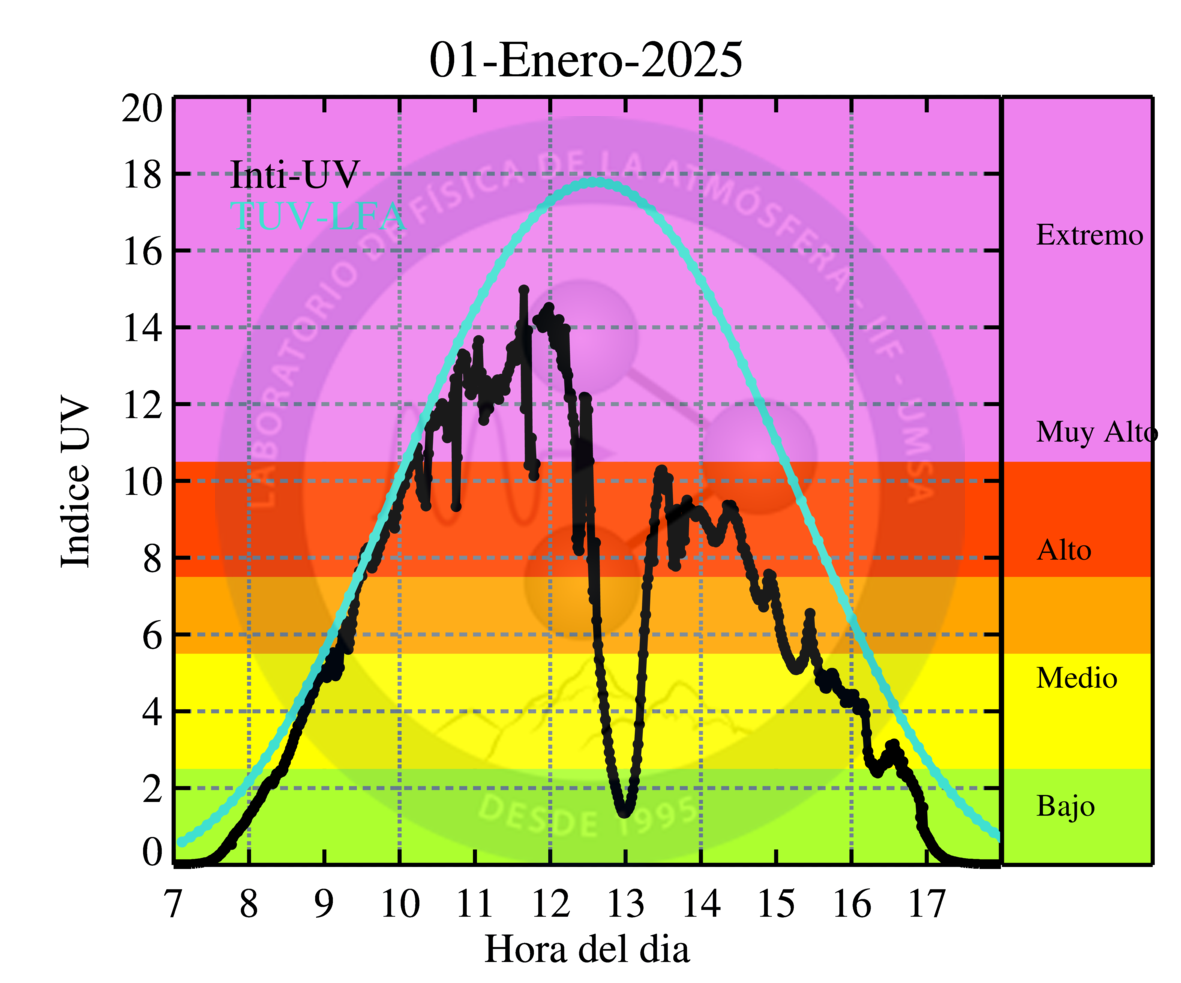 01-Enero-2025
20
18
16
14
12
10
8
6
4
2
0
Indice UV
Inti-UV
TUV-LFA
LABORATORIO DE FÍSICA DE LA ATMÓSFERA - IIF - UMSA
DESDE 1995
Extremo
Muy Alto
Alto
Medio
Bajo
7 8 9 10 11 12 13 14 15 16 17
Hora del dia